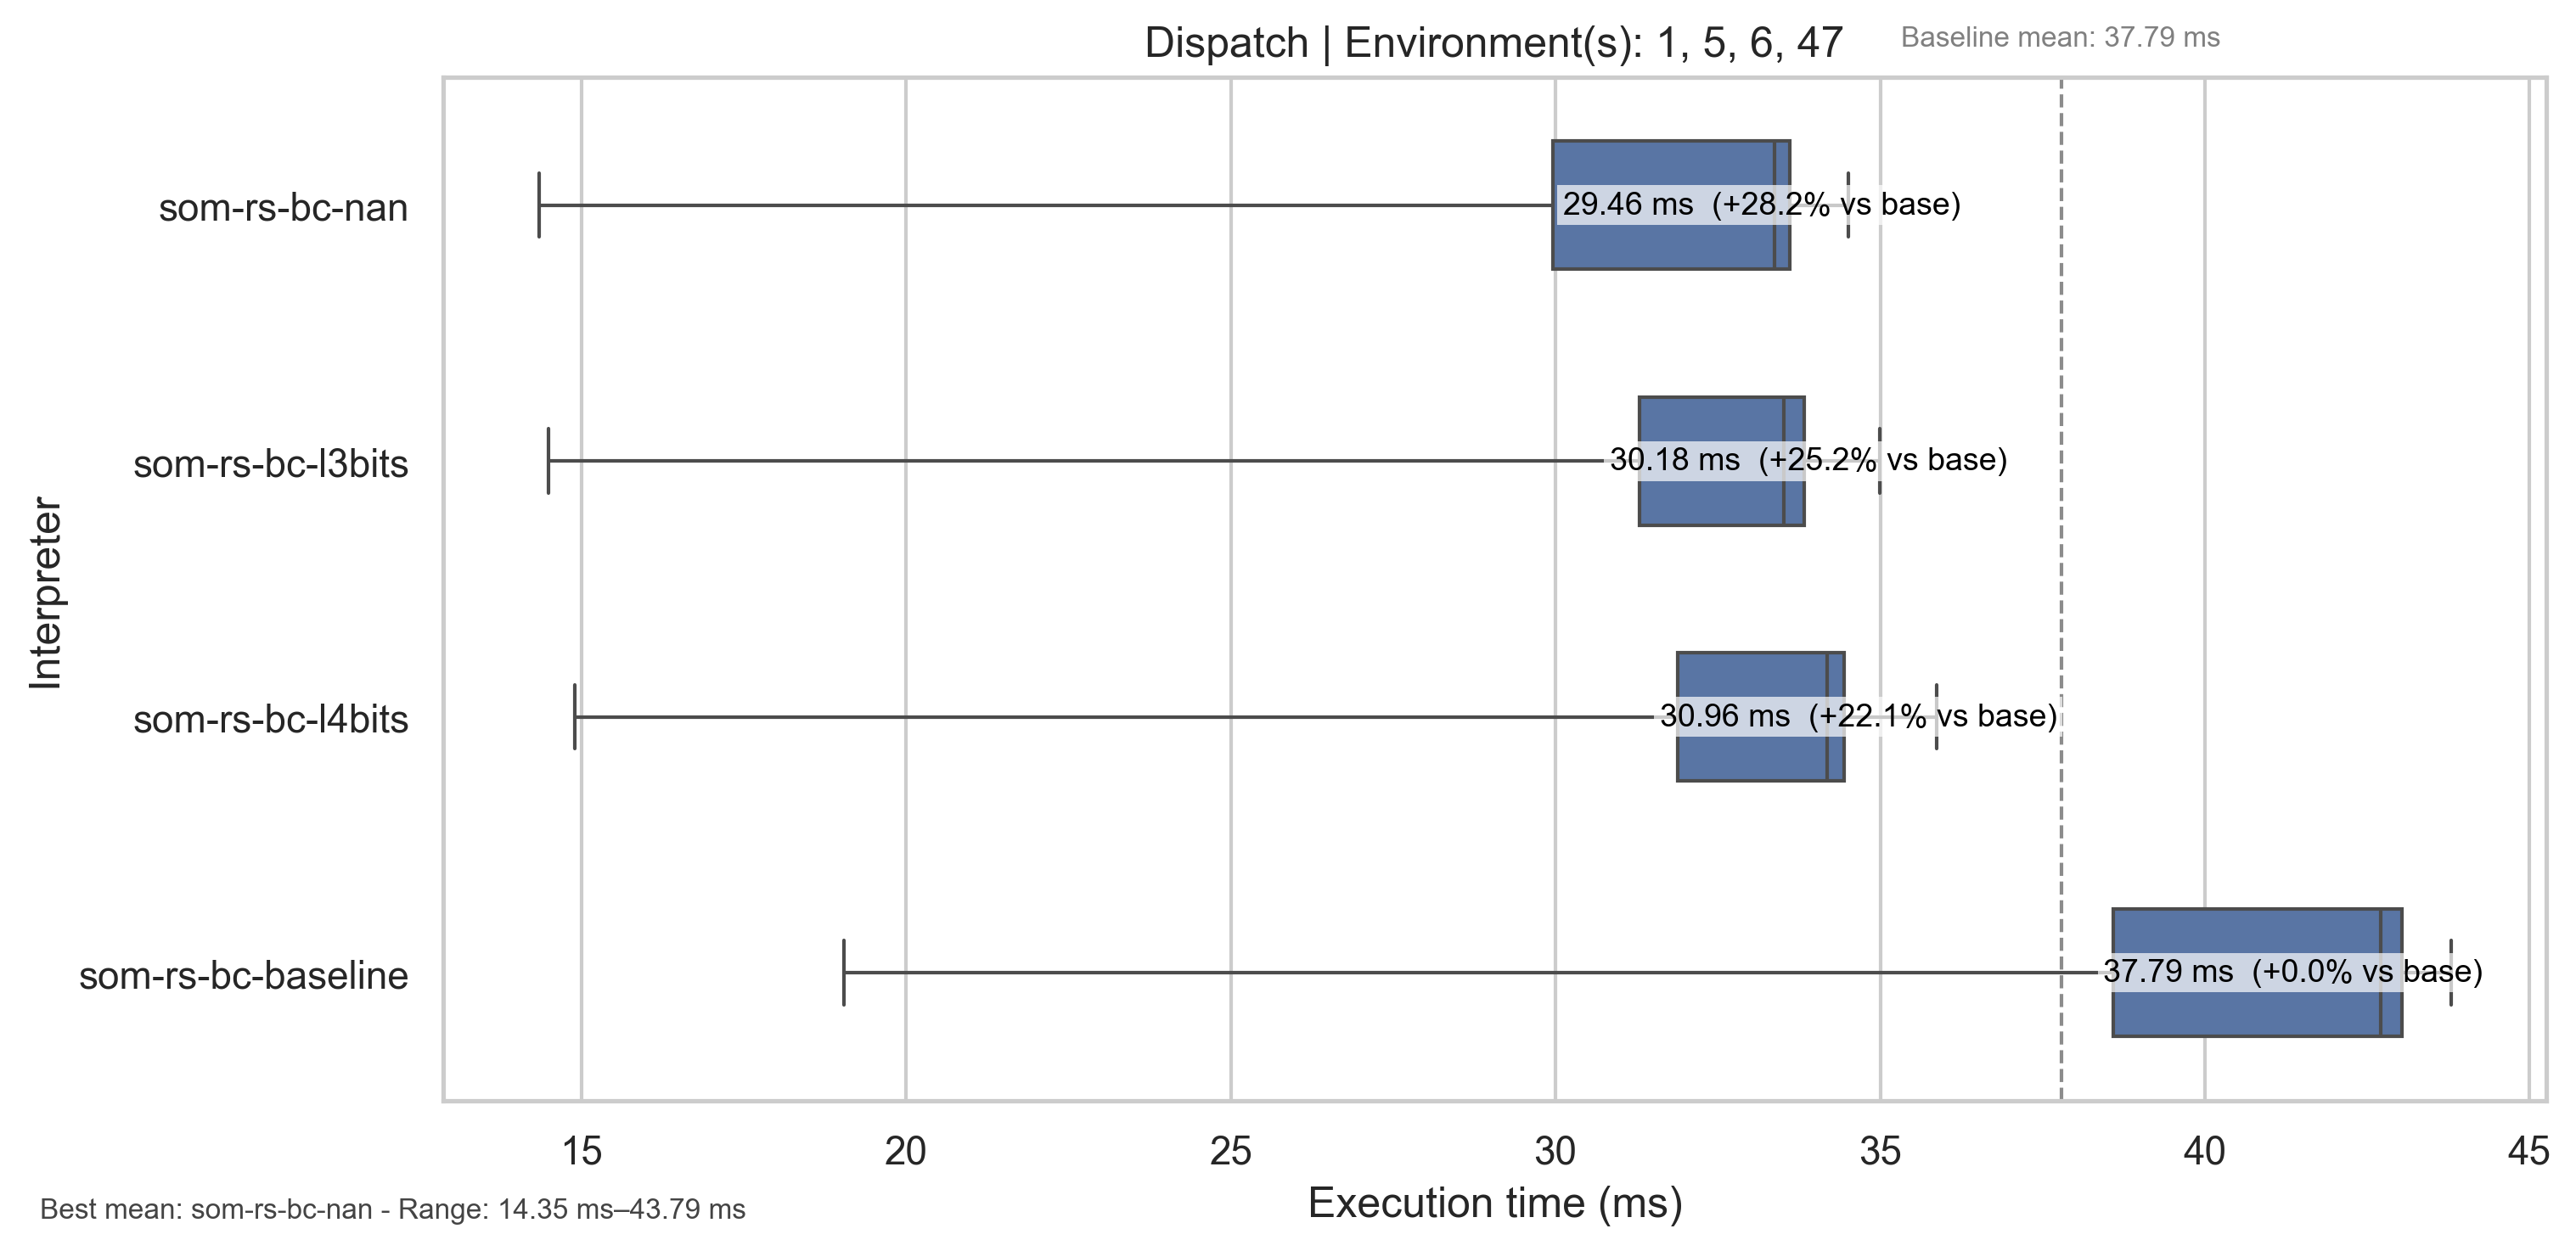 Dispatch | Environment(s): 1, 5, 6, 47
Baseline mean: 37.79 ms
Interpreter
som-rs-bc-nan
29.46 ms (+28.2% vs base)
som-rs-bc-l3bits
30.18 ms (+25.2% vs base)
som-rs-bc-l4bits
30.96 ms (+22.1% vs base)
som-rs-bc-baseline
37.79 ms (+0.0% vs base)
15 20 25 30 35 40 45
Execution time (ms)
Best mean: som-rs-bc-nan - Range: 14.35 ms–43.79 ms